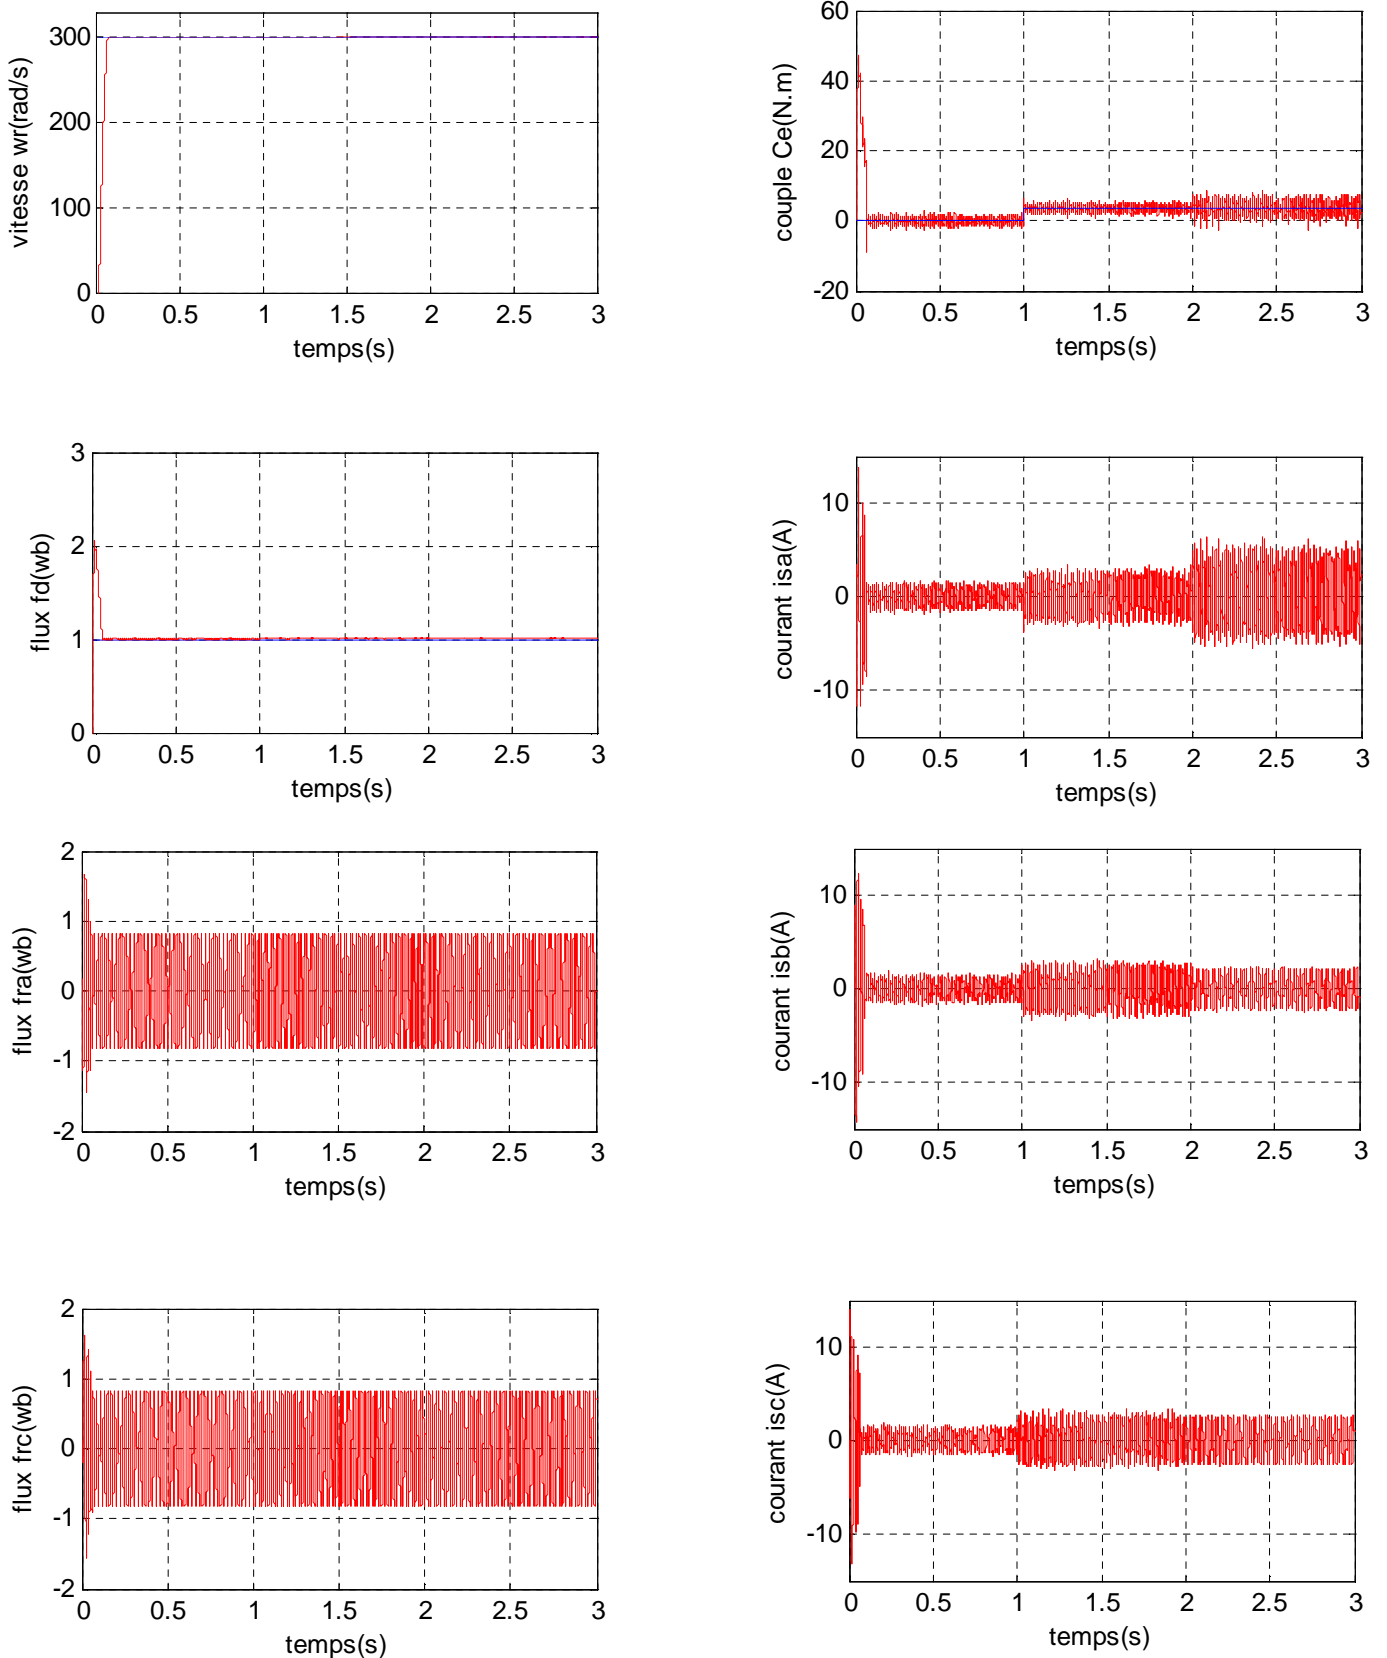 vitesse wr(rad/s)
300
200
100
0
0 0.5 1 1.5 2 2.5 3
temps(s)
couple Ce(N.m)
60
40
20
0
-20
0 0.5 1 1.5 2 2.5 3
temps(s)
flux fd(wb)
3
2
1
0
0 0.5 1 1.5 2 2.5 3
temps(s)
courant isa(A)
10
0
-10
0 0.5 1 1.5 2 2.5 3
temps(s)
flux fra(wb)
2
1
0
-1
-2
0 0.5 1 1.5 2 2.5 3
temps(s)
courant isb(A)
10
0
-10
0 0.5 1 1.5 2 2.5 3
temps(s)
flux frc(wb)
2
1
0
-1
-2
0 0.5 1 1.5 2 2.5 3
temps(s)
courant isc(A)
10
0
-10
0 0.5 1 1.5 2 2.5 3
temps(s)